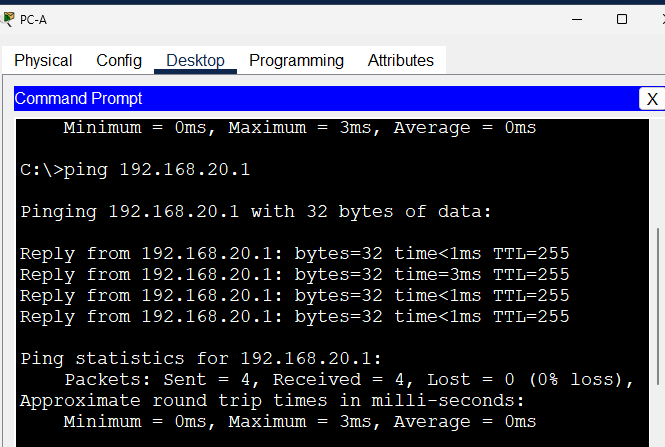 PC-A
Physical Config Desktop Programming Attributes
Command Prompt X
    Minimum = 0ms, Maximum = 3ms, Average = 0ms
C:\>ping 192.168.20.1
Pinging 192.168.20.1 with 32 bytes of data:
Reply from 192.168.20.1: bytes=32 time<1ms TTL=255
Reply from 192.168.20.1: bytes=32 time=3ms TTL=255
Reply from 192.168.20.1: bytes=32 time<1ms TTL=255
Reply from 192.168.20.1: bytes=32 time<1ms TTL=255
Ping statistics for 192.168.20.1:
    Packets: Sent = 4, Received = 4, Lost = 0 (0% loss),
Approximate round trip times in milli-seconds:
    Minimum = 0ms, Maximum = 3ms, Average = 0ms